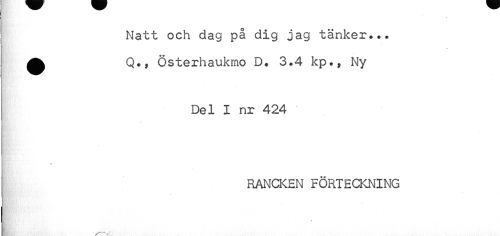 Natt och dag på dig jag tänker...
Q., Österhaukmo D. 3.4 kp., Ny
Del I nr 424
RANCKEN FÖRTECKNING